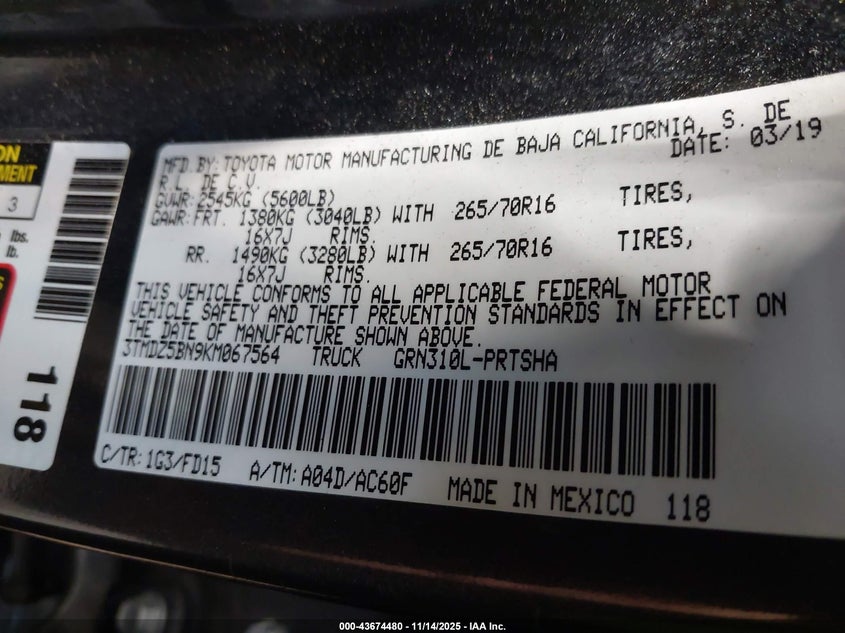 ON
MENT
3
lbs.
lb.
S
118
MFD.BY:TOYOTA MOTOR MANUFACTURING DE BAJA CALIFORNIA, S. DE
R.L. DE C.V.
DATE: 03/19
GVWR:2545KG (5600LB)
GAWR:FRT. 1380KG (3040LB) WITH 265/70R16 TIRES,
16X7J RIMS.
RR. 1490KG (3280LB) WITH 265/70R16 TIRES,
16X7J RIMS.
THIS VEHICLE CONFORMS TO ALL APPLICABLE FEDERAL MOTOR
VEHICLE SAFETY AND THEFT PREVENTION STANDARDS IN EFFECT ON
THE DATE OF MANUFACTURE SHOWN ABOVE.
3TMDZ5BN9KM067564 TRUCK GRN310L-PRTSHA
C/TR:1G3/FD15 A/TM:A04D/AC60F MADE IN MEXICO 118
000-43674480 - 11/14/2025 - IAA Inc.